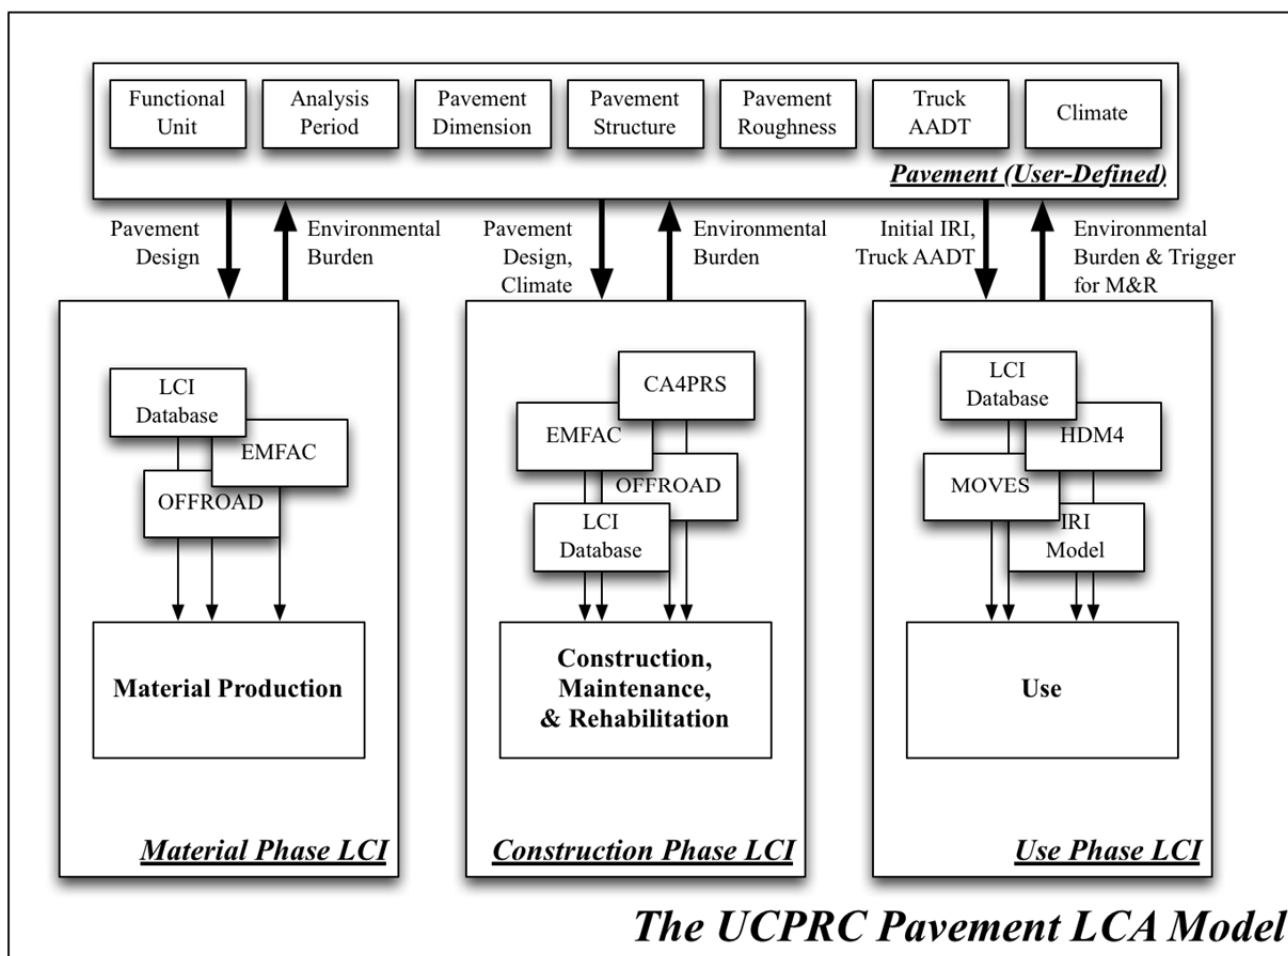 Functional
Unit
Analysis
Period
Pavement
Dimension
Pavement
Structure
Pavement
Roughness
Truck
AADT
Climate
Pavement (User-Defined)
Pavement
Design
Environmental
Burden
Pavement
Design,
Climate
Environmental
Burden
Initial IRI,
Truck AADT
Environmental
Burden & Trigger
for M&R
LCI
Database
EMFAC
OFFROAD
Material Production
Material Phase LCI
CA4PRS
EMFAC
OFFROAD
LCI
Database
Construction,
Maintenance,
& Rehabilitation
Construction Phase LCI
LCI
Database
HDM4
MOVES
IRI
Model
Use
Use Phase LCI
The UCPRC Pavement LCA Model